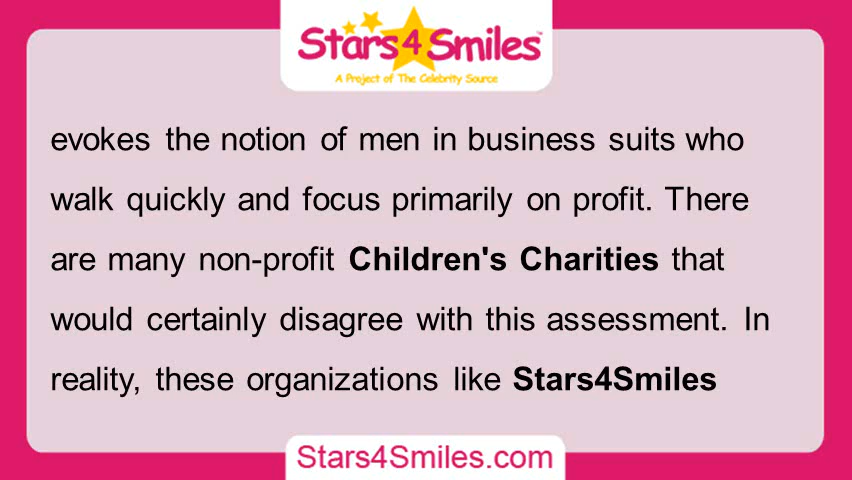 Stars4Smiles™
A Project of The Celebrity Source
evokes the notion of men in business suits who
walk quickly and focus primarily on profit. There
are many non-profit Children's Charities that
would certainly disagree with this assessment. In
reality, these organizations like Stars4Smiles
Stars4Smiles.com